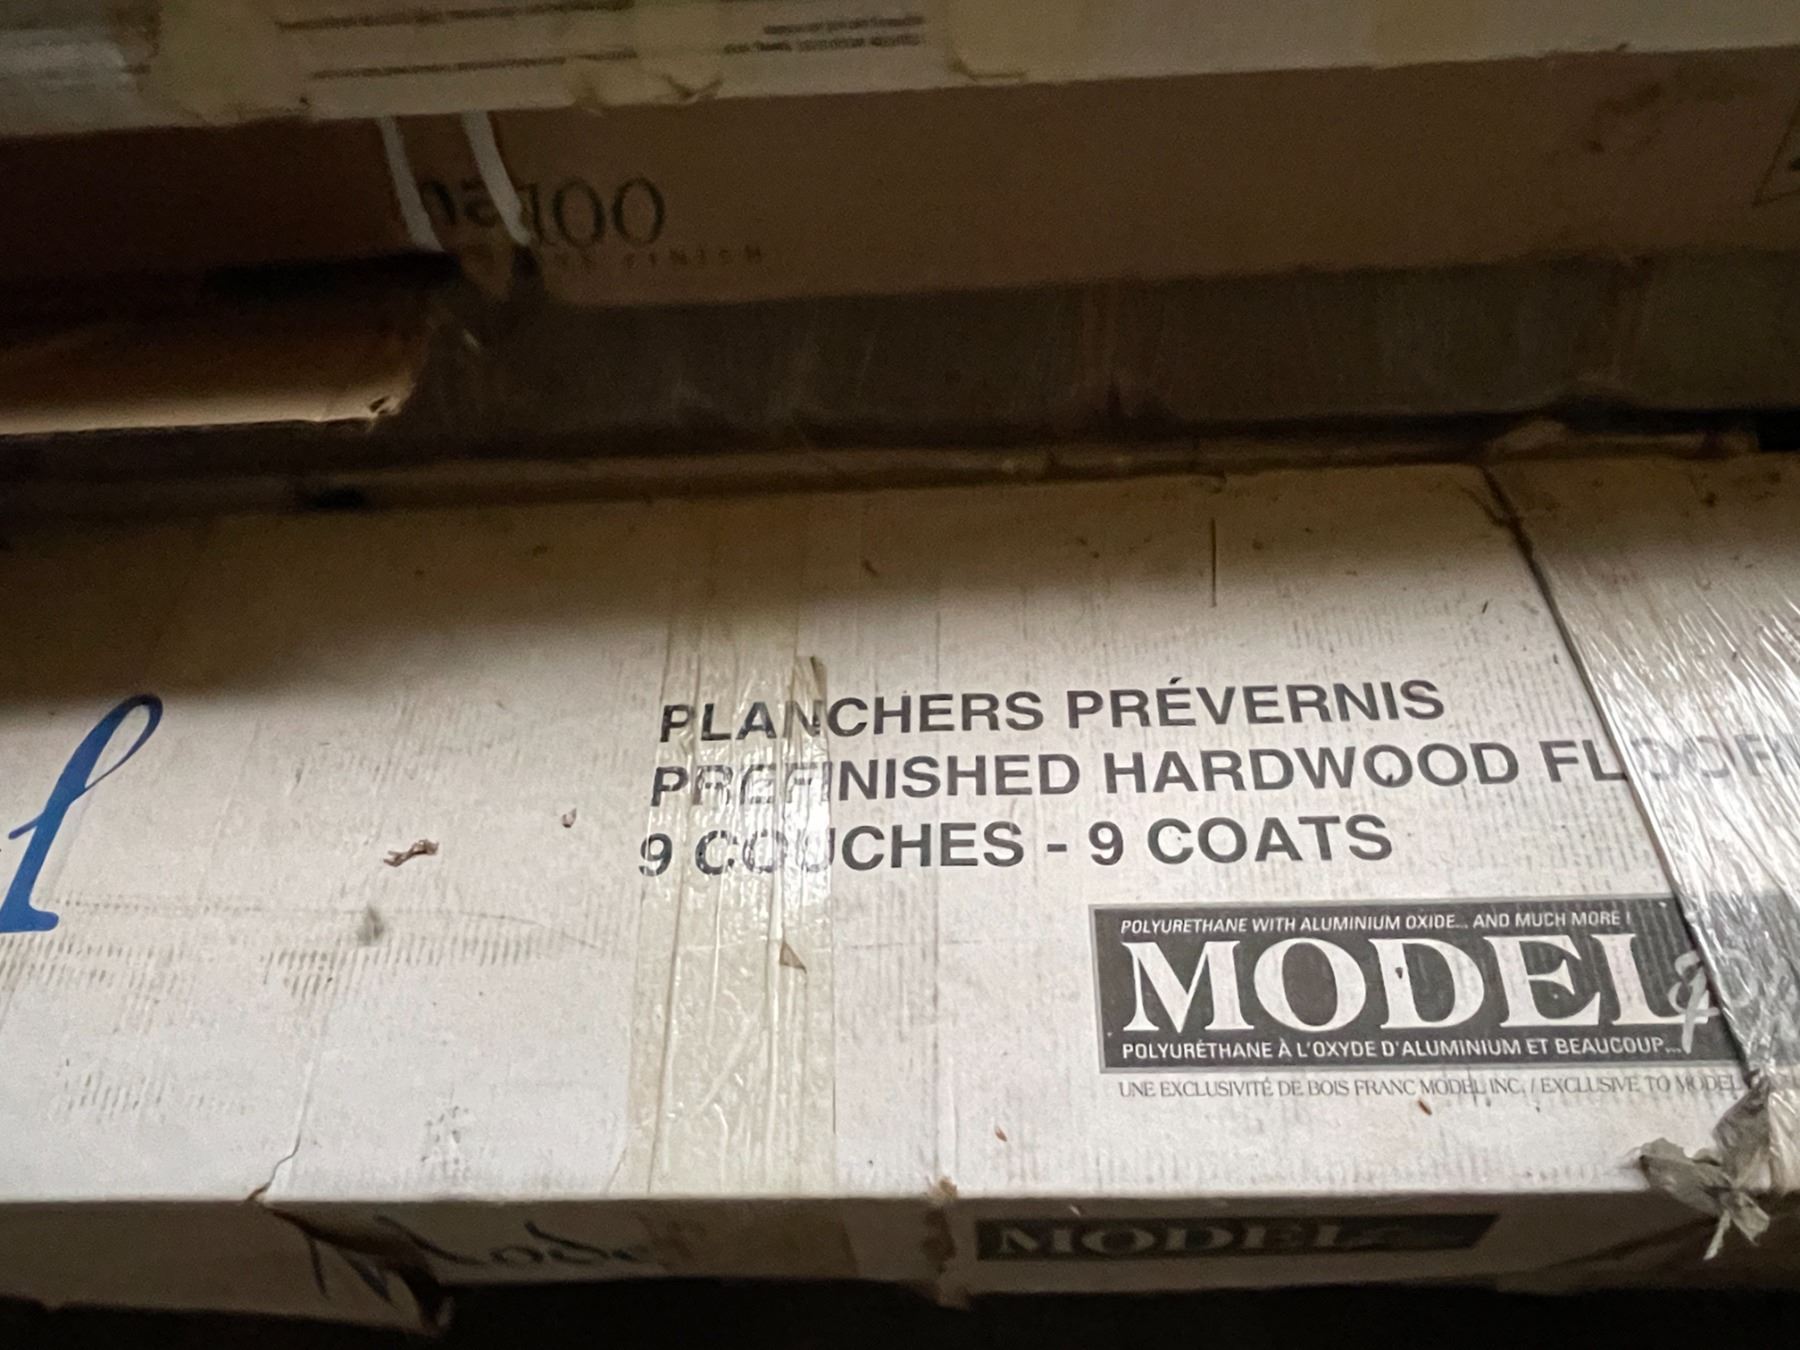 FINISH
PLANCHERS PRÉVERNIS
PREFINISHED HARDWOOD
9 COUCHES - 9 COATS
POLYURETHANE WITH ALUMINIUM OXIDE... AND MUCH MORE !
MODEL
POLYURÉTHANE À L'OXYDE D'ALUMINIUM ET BEAUCOUP...
UNE EXCLUSIVITÉ DE BOIS FRANC MODEL INC. / EXCLUSIVE TO MODEL
MODEL